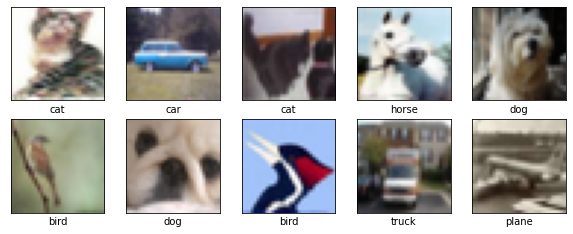 cat car cat horse dog
bird dog bird truck plane